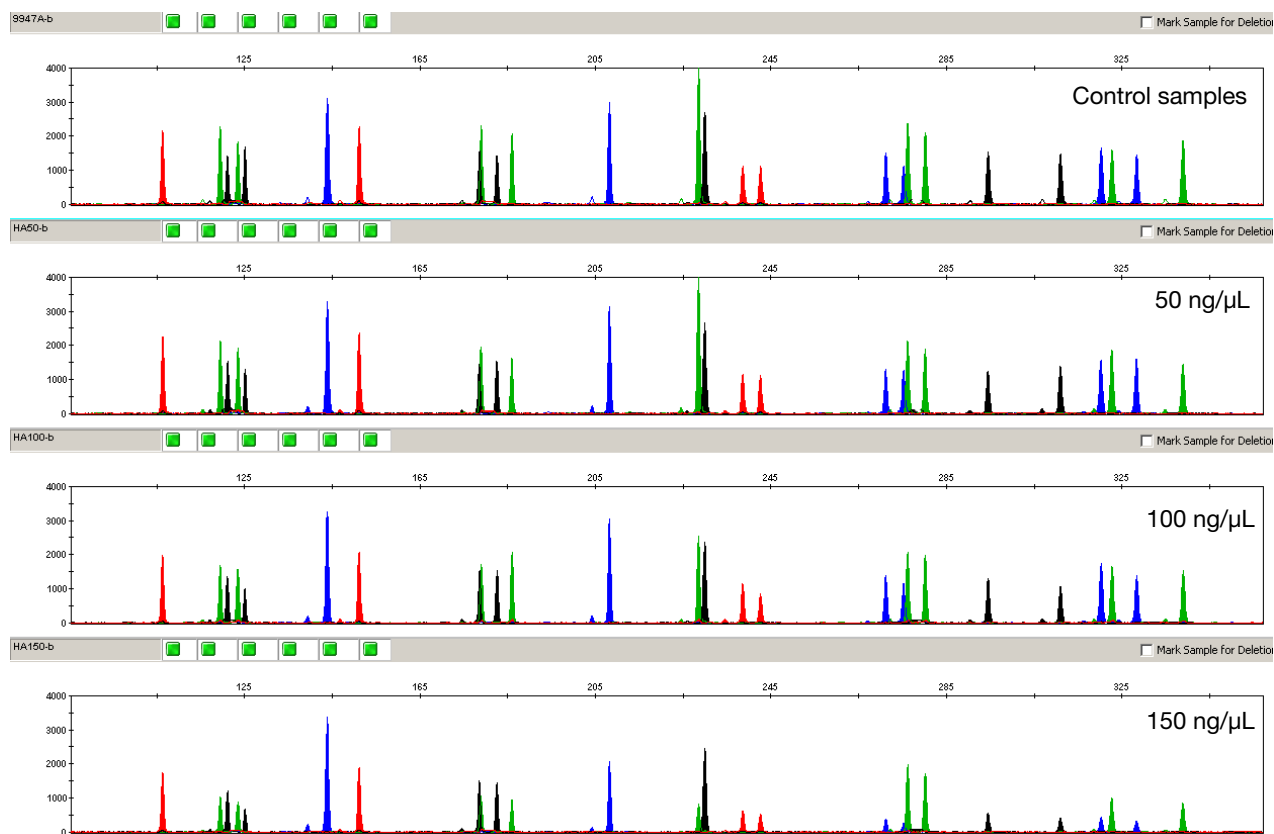 9947A-b Mark Sample for Deletion
125 165 205 245 285 325
4000
Control samples
3000
2000
1000
0
HA50-b Mark Sample for Deletion
125 165 205 245 285 325
4000
50 ng/µL
3000
2000
1000
0
HA100-b Mark Sample for Deletion
125 165 205 245 285 325
4000
100 ng/µL
3000
2000
1000
0
HA150-b Mark Sample for Deletion
125 165 205 245 285 325
4000
150 ng/µL
3000
2000
1000
0